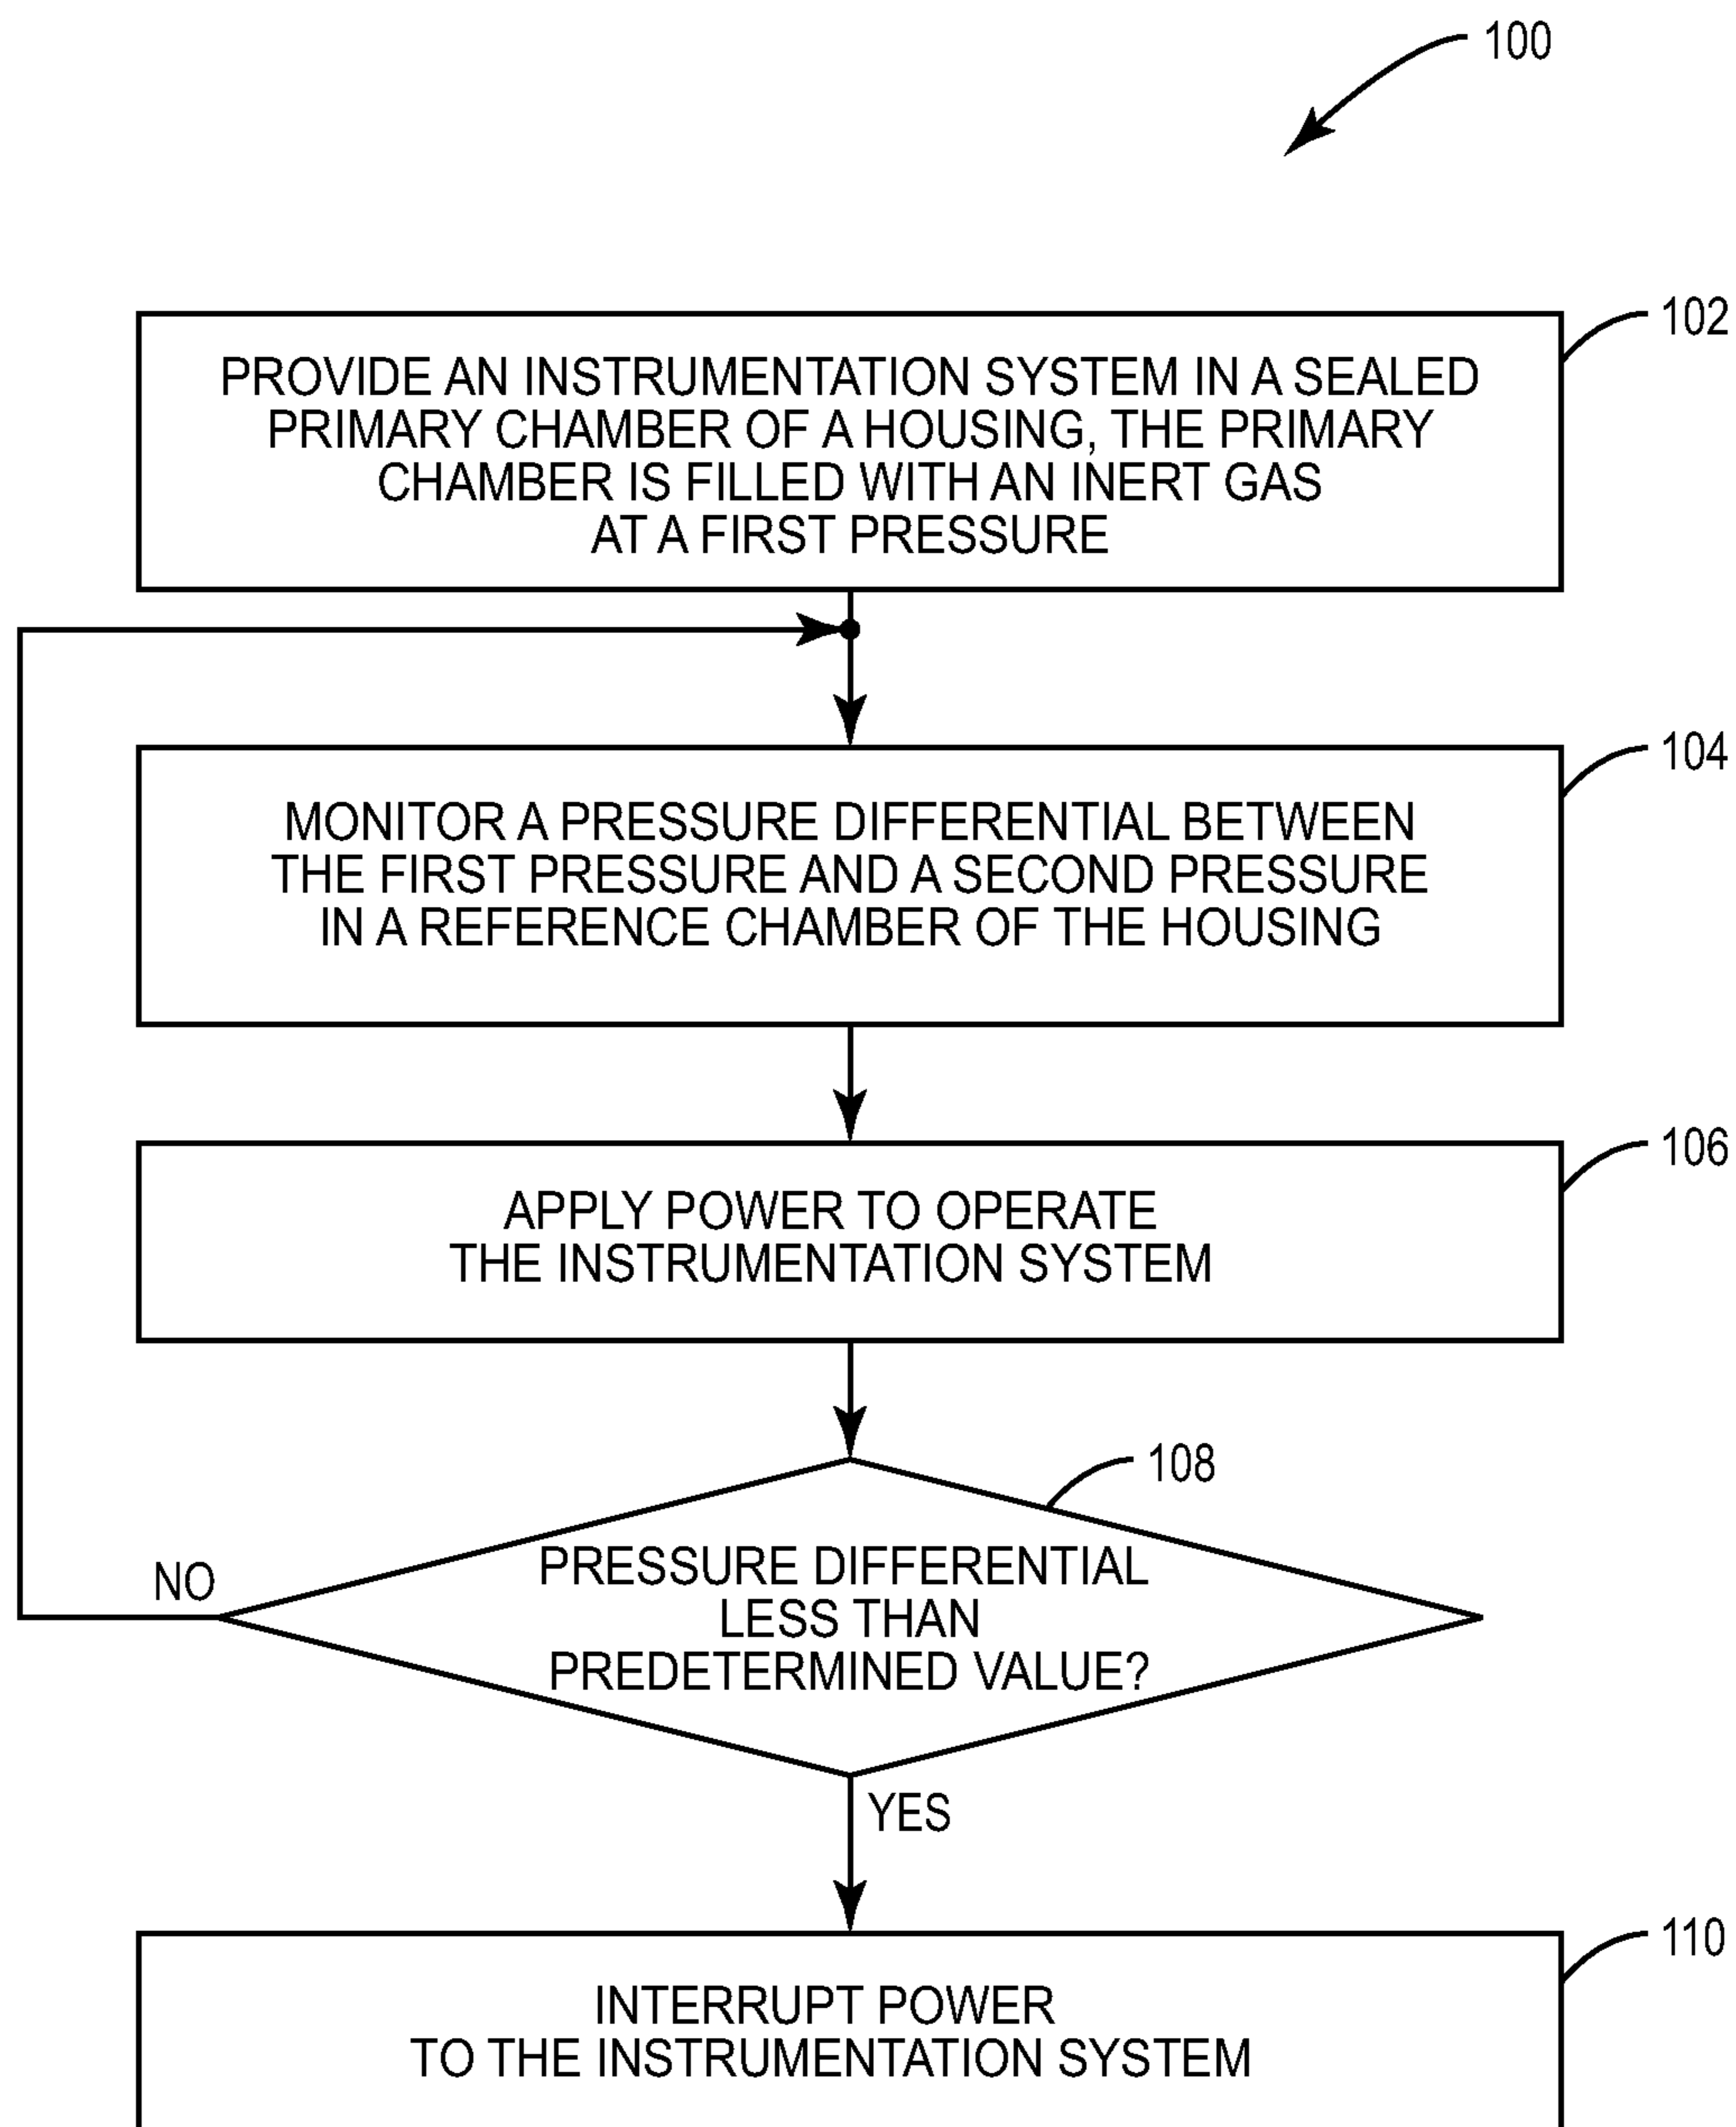 100
102
PROVIDE AN INSTRUMENTATION SYSTEM IN A SEALED
PRIMARY CHAMBER OF A HOUSING, THE PRIMARY
CHAMBER IS FILLED WITH AN INERT GAS
AT A FIRST PRESSURE
104
MONITOR A PRESSURE DIFFERENTIAL BETWEEN
THE FIRST PRESSURE AND A SECOND PRESSURE
IN A REFERENCE CHAMBER OF THE HOUSING
106
APPLY POWER TO OPERATE
THE INSTRUMENTATION SYSTEM
108
PRESSURE DIFFERENTIAL
LESS THAN
PREDETERMINED VALUE?
NO
YES
110
INTERRUPT POWER
TO THE INSTRUMENTATION SYSTEM